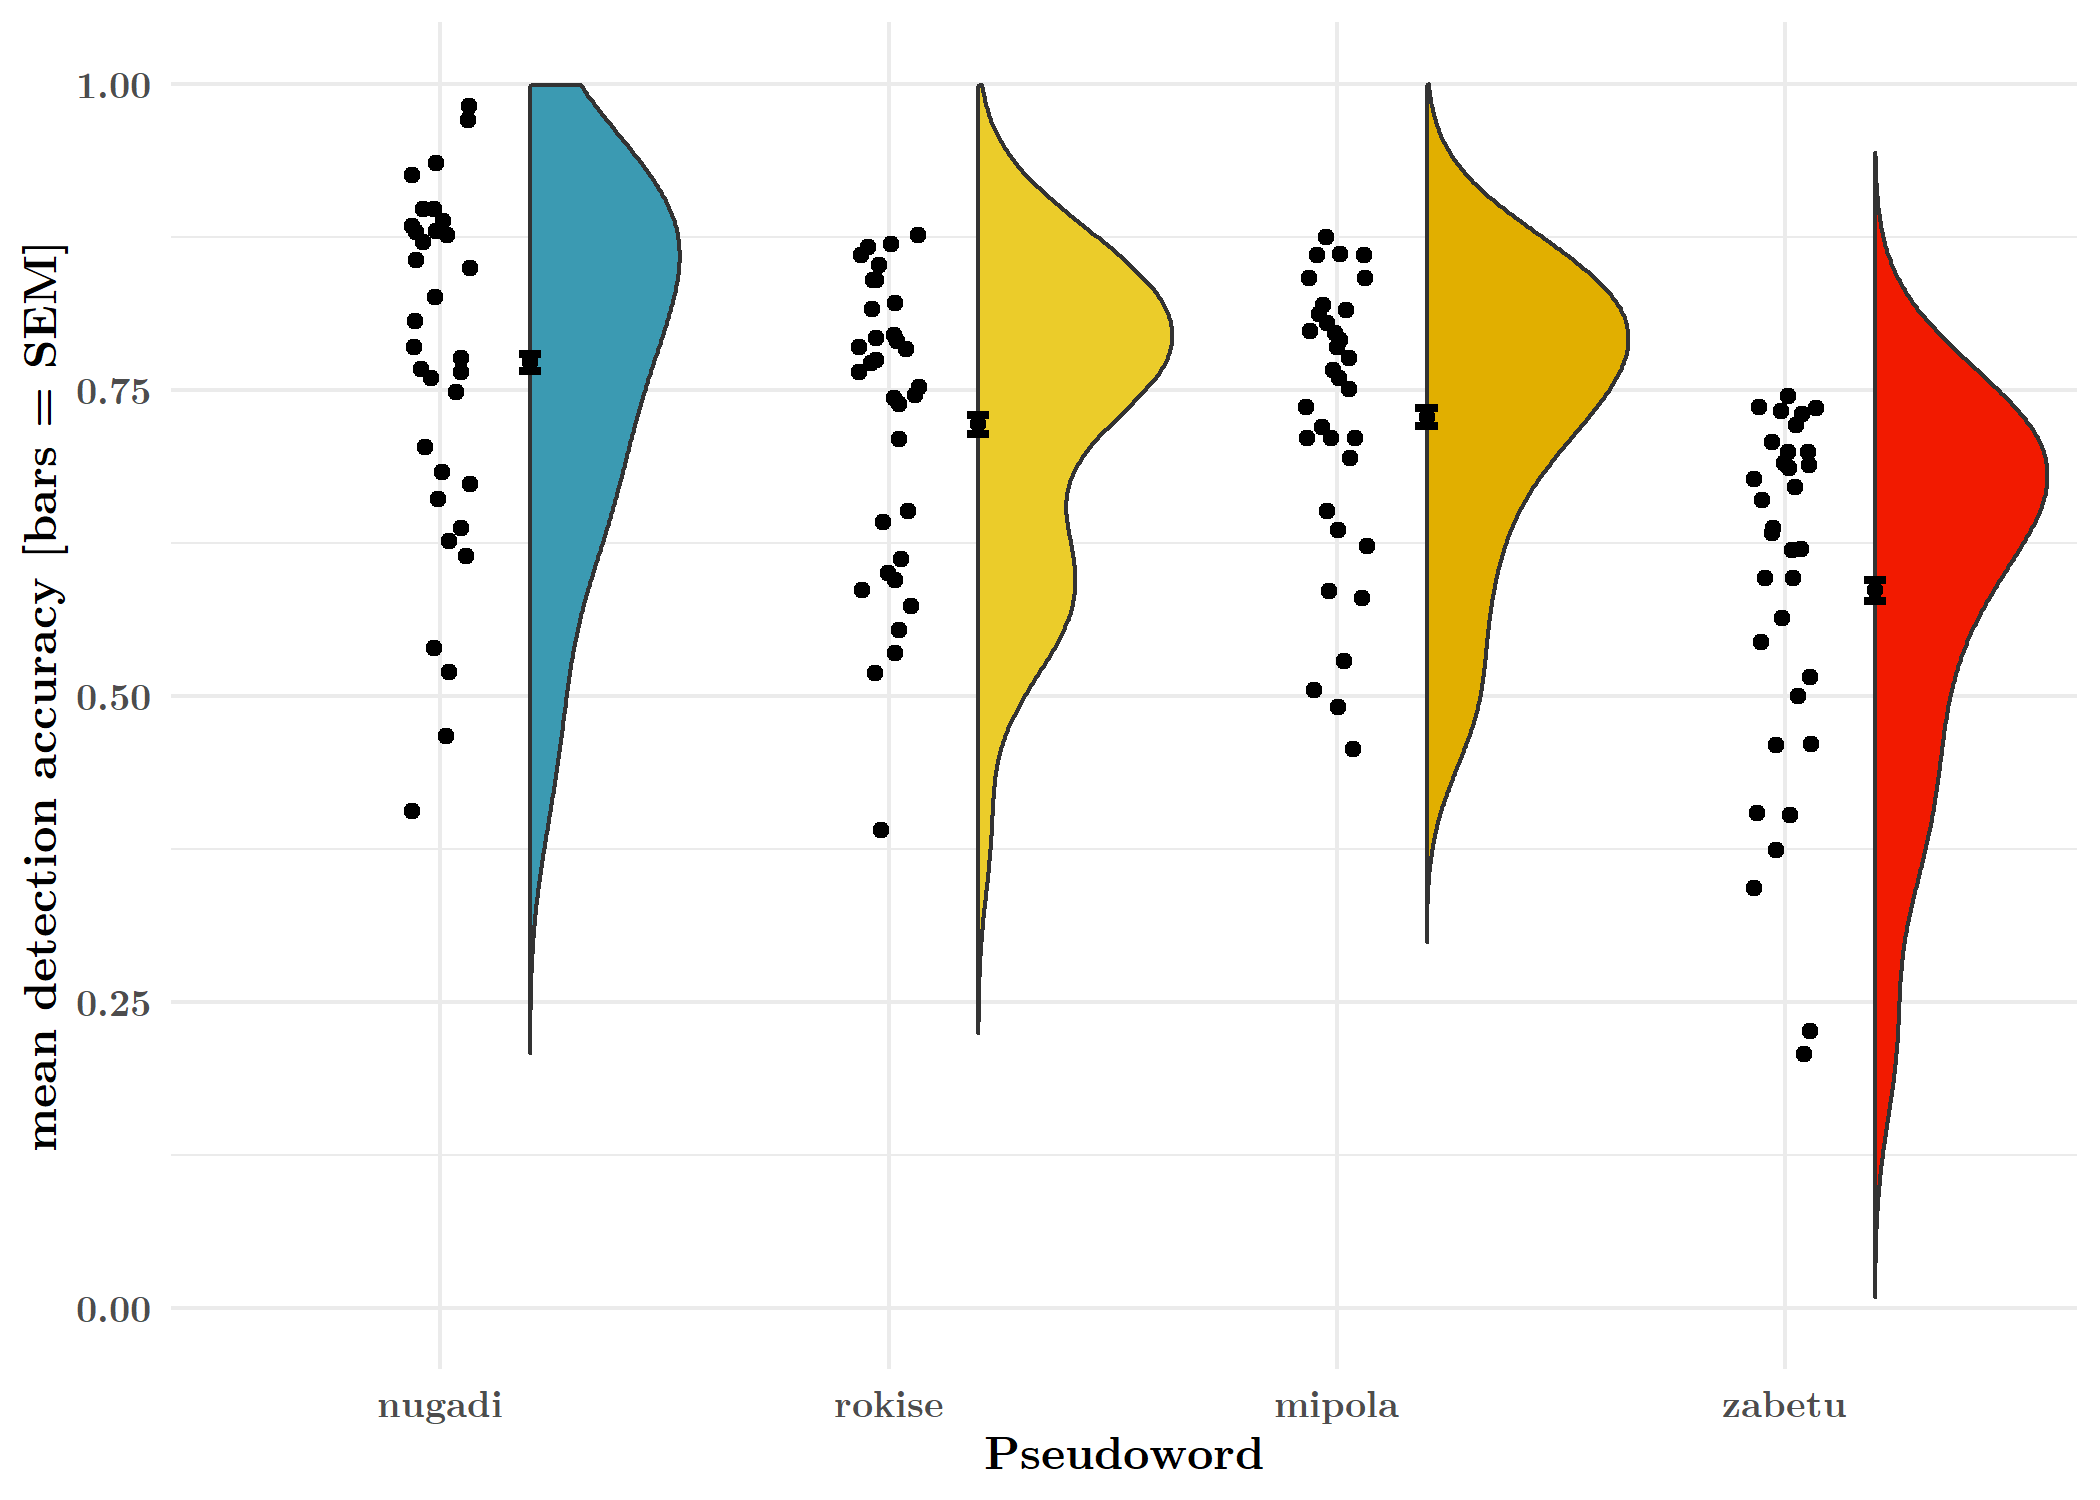 mean detection accuracy [bars = SEM]
1.00
0.75
0.50
0.25
0.00
nugadi rokise mipola zabetu
Pseudoword